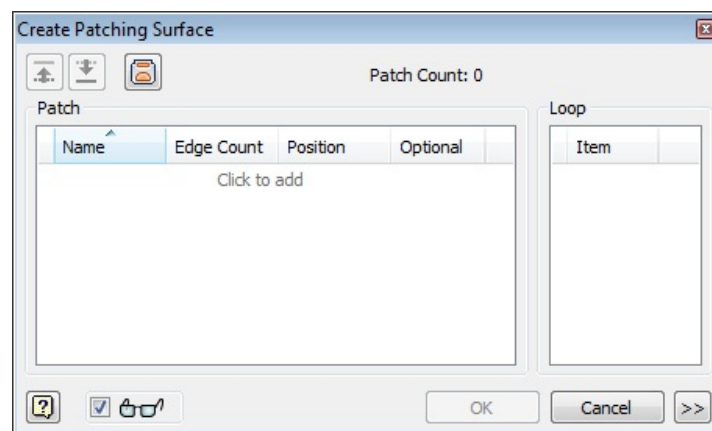 Create Patching Surface
Patch Count: 0
Patch
Loop
Name Edge Count Position Optional
Item
Click to add
OK Cancel >>